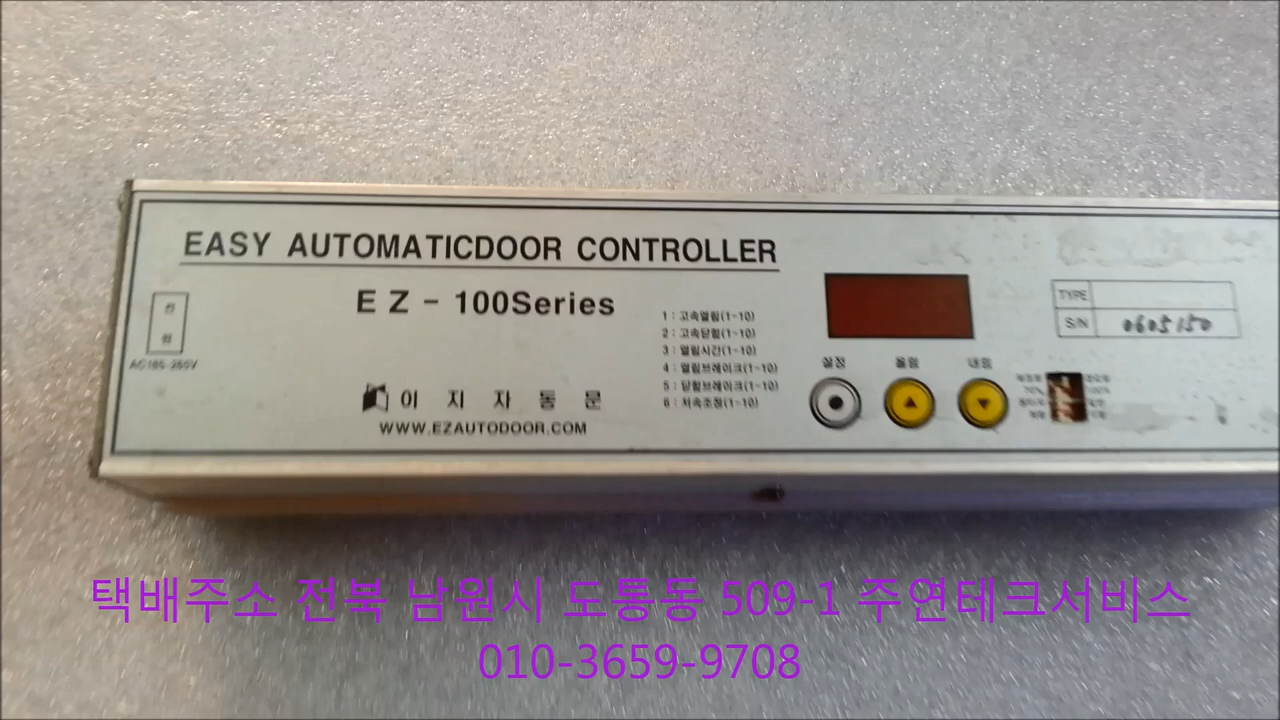 EASY AUTOMATICDOOR CONTROLLER
EZ - 100Series
AC185-260V
1 : 고속열림(1-10)
2 : 고속닫힘(1-10)
3 : 열림시간(1-10)
4 : 열림브레이크(1-10)
5 : 닫힘브레이크(1-10)
6 : 저속조정(1-10)
이지자동문
WWW.EZAUTODOOR.COM
설정 올림 내림
TYPE
S/N 0605150
택배주소 전북 남원시 도통동 509-1 주연테크서비스
010-3659-9708